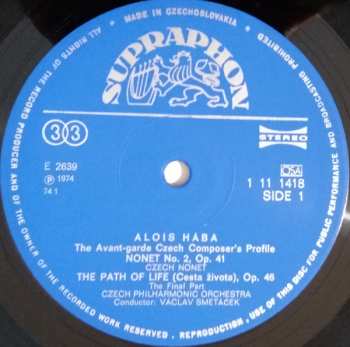 MADE IN CZECHOSLOVAKIA
ALL RIGHTS OF THE RECORD PRODUCER AND OF THE OWNER OF THE RECORDED WORK RESERVED. REPRODUCTION, USE OF THIS DISC FOR PUBLIC PERFORMANCE AND BROADCASTING PROHIBITED
SUPRAPHON
33
STEREO
E 2639
℗ 1974
74 1
OSA
1 11 1418
SIDE 1
ALOIS HÁBA
The Avant-garde Czech Composer's Profile
NONET No. 2, Op. 41
CZECH NONET
THE PATH OF LIFE (Cesta života), Op. 46
The Final Part
CZECH PHILHARMONIC ORCHESTRA
Conductor: VÁCLAV SMETÁČEK